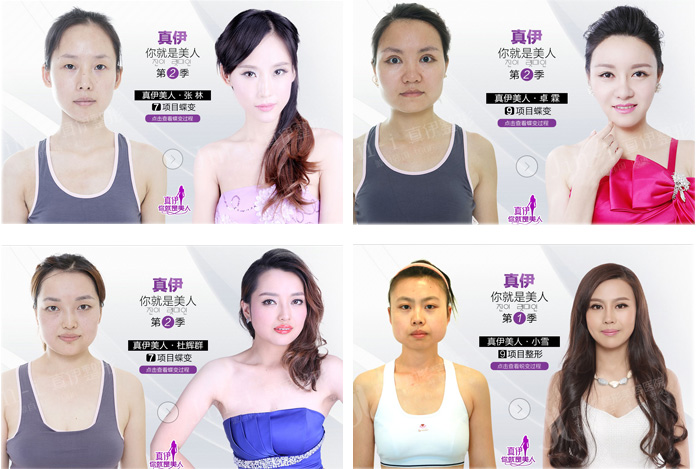 真伊
你就是美人
第2季
真伊美人·张 林
7项目蝶变
点击查看蝶变过程
真伊
你就是美人
真伊
你就是美人
第2季
真伊美人·卓 霖
9项目蝶变
点击查看蝶变过程
真伊
你就是美人
真伊
你就是美人
第2季
真伊美人·杜辉群
7项目蝶变
点击查看蝶变过程
真伊
你就是美人
真伊
你就是美人
第1季
真伊美人·小雪
9项目整形
点击查看蜕变过程
真伊
你就是美人